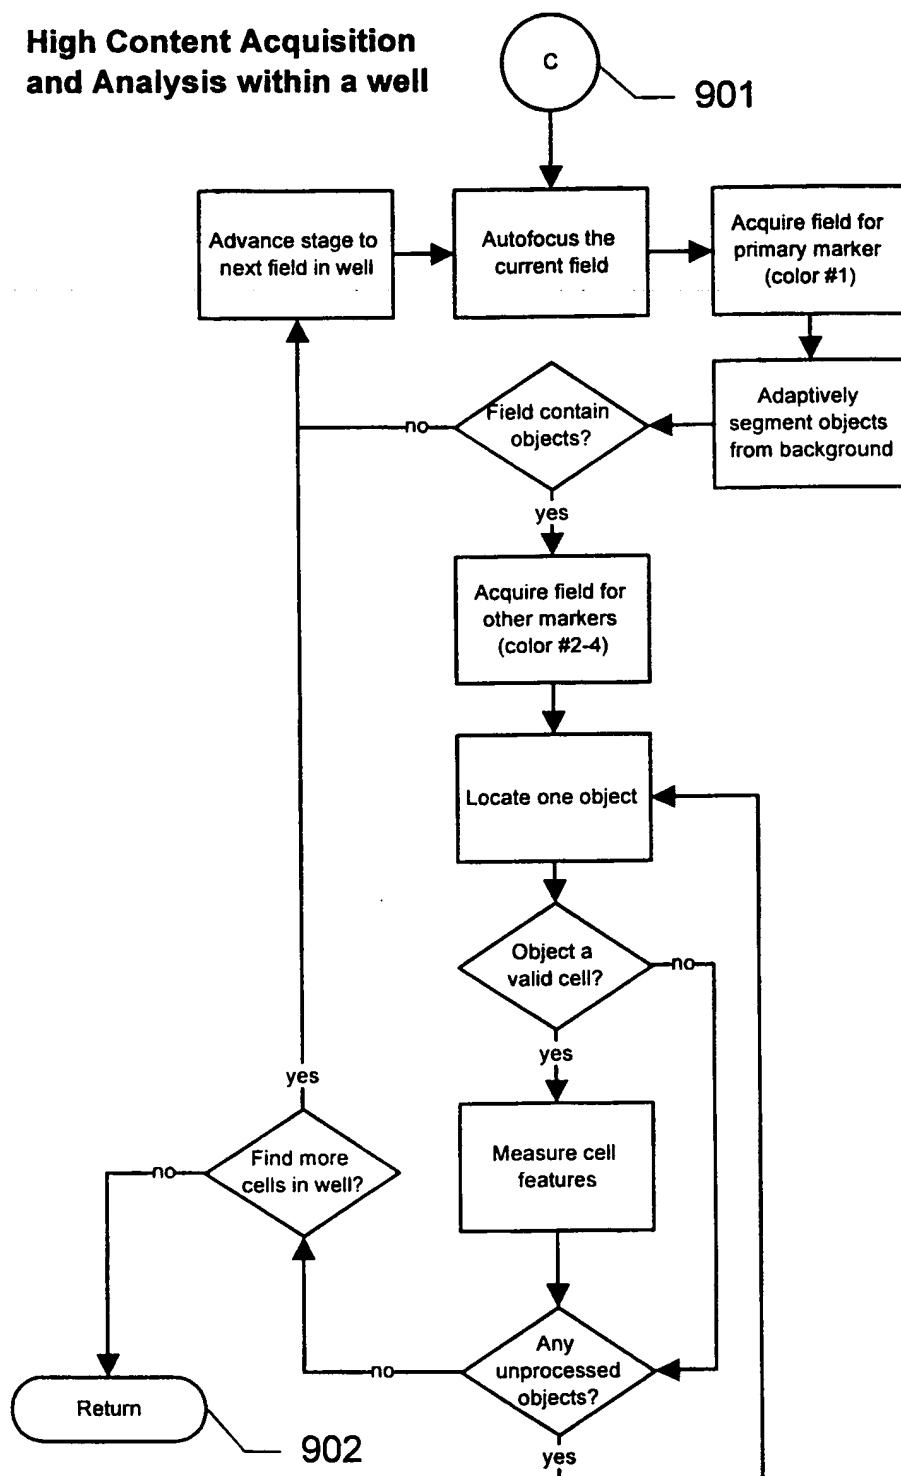 High Content Acquisition
and Analysis within a well
C
901
Advance stage to
next field in well
Autofocus the
current field
Acquire field for
primary marker
(color #1)
Adaptively
segment objects
from background
Field contain
objects?
no
yes
Acquire field for
other markers
(color #2-4)
Locate one object
Object a
valid cell?
no
yes
Measure cell
features
yes
Find more
cells in well?
no
Any
unprocessed
objects?
no
yes
Return
902